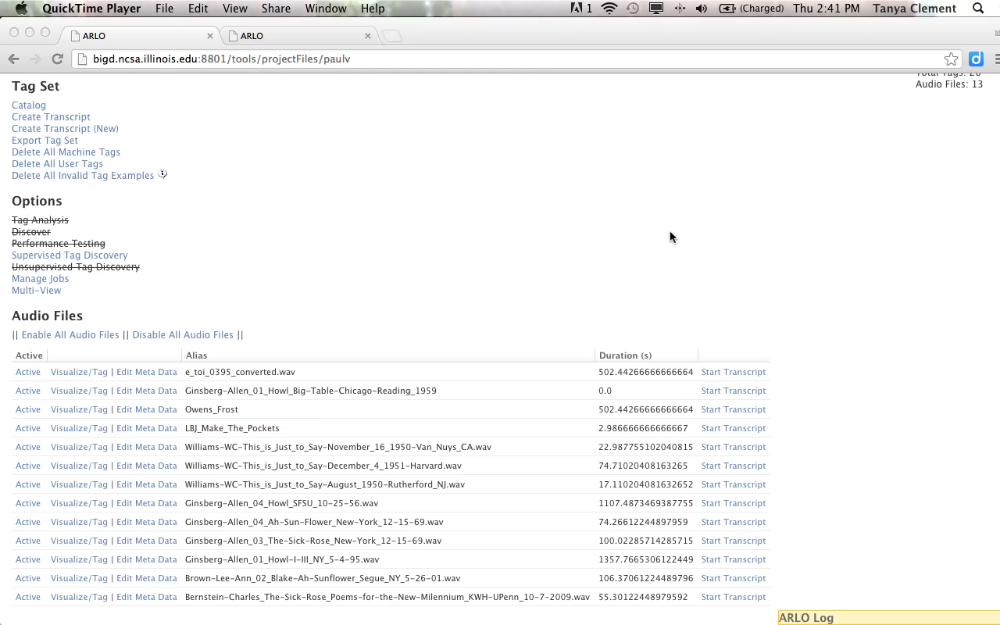 QuickTime Player File Edit View Share Window Help 1 (Charged) Thu 2:41 PM Tanya Clement
ARLO ARLO
bigd.ncsa.illinois.edu:8801/tools/projectFiles/paulv
Total Tags: 26
Audio Files: 13
Tag Set
Catalog
Create Transcript
Create Transcript (New)
Export Tag Set
Delete All Machine Tags
Delete All User Tags
Delete All Invalid Tag Examples
Options
Tag Analysis
Discover
Performance Testing
Supervised Tag Discovery
Unsupervised Tag Discovery
Manage Jobs
Multi-View
Audio Files
|| Enable All Audio Files || Disable All Audio Files ||
Active Alias Duration (s)
Active Visualize/Tag | Edit Meta Data e_toi_0395_converted.wav 502.44266666666664 Start Transcript
Active Visualize/Tag | Edit Meta Data Ginsberg-Allen_01_Howl_Big-Table-Chicago-Reading_1959 0.0 Start Transcript
Active Visualize/Tag | Edit Meta Data Owens_Frost 502.44266666666664 Start Transcript
Active Visualize/Tag | Edit Meta Data LBJ_Make_The_Pockets 2.986666666666667 Start Transcript
Active Visualize/Tag | Edit Meta Data Williams-WC-This_is_Just_to_Say-November_16_1950-Van_Nuys_CA.wav 22.987755102040815 Start Transcript
Active Visualize/Tag | Edit Meta Data Williams-WC-This_is_Just_to_Say-December_4_1951-Harvard.wav 74.71020408163265 Start Transcript
Active Visualize/Tag | Edit Meta Data Williams-WC-This_is_Just_to_Say-August_1950-Rutherford_NJ.wav 17.110204081632652 Start Transcript
Active Visualize/Tag | Edit Meta Data Ginsberg-Allen_04_Howl_SFSU_10-25-56.wav 1107.4873469387755 Start Transcript
Active Visualize/Tag | Edit Meta Data Ginsberg-Allen_04_Ah-Sun-Flower_New-York_12-15-69.wav 74.26612244897959 Start Transcript
Active Visualize/Tag | Edit Meta Data Ginsberg-Allen_03_The-Sick-Rose_New-York_12-15-69.wav 100.02285714285715 Start Transcript
Active Visualize/Tag | Edit Meta Data Ginsberg-Allen_01_Howl-I-III_NY_5-4-95.wav 1357.7665306122449 Start Transcript
Active Visualize/Tag | Edit Meta Data Brown-Lee-Ann_02_Blake-Ah-Sunflower_Segue_NY_5-26-01.wav 106.37061224489796 Start Transcript
Active Visualize/Tag | Edit Meta Data Bernstein-Charles_The-Sick-Rose_Poems-for-the-New-Milennium_KWH-UPenn_10-7-2009.wav 55.30122448979592 Start Transcript
ARLO Log